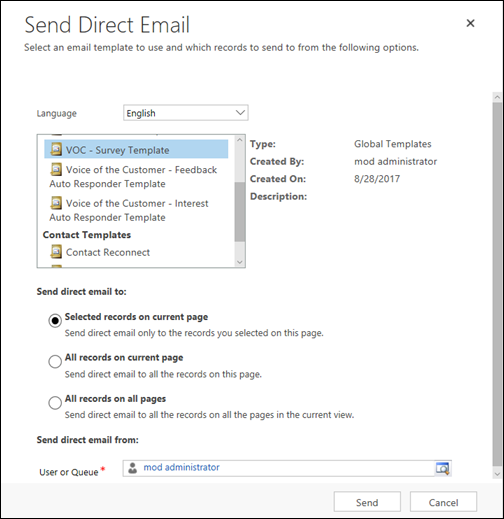 Send Direct Email
Select an email template to use and which records to send to from the following options.
Language
English
VOC - Survey Template
Voice of the Customer - Feedback
Auto Responder Template
Voice of the Customer - Interest
Auto Responder Template
Contact Templates
Contact Reconnect
Type: Global Templates
Created By: mod administrator
Created On: 8/28/2017
Description:
Send direct email to:
Selected records on current page
Send direct email only to the records you selected on this page.
All records on current page
Send direct email to all the records on this page.
All records on all pages
Send direct email to all the records on all the pages in the current view.
Send direct email from:
User or Queue * mod administrator
Send
Cancel